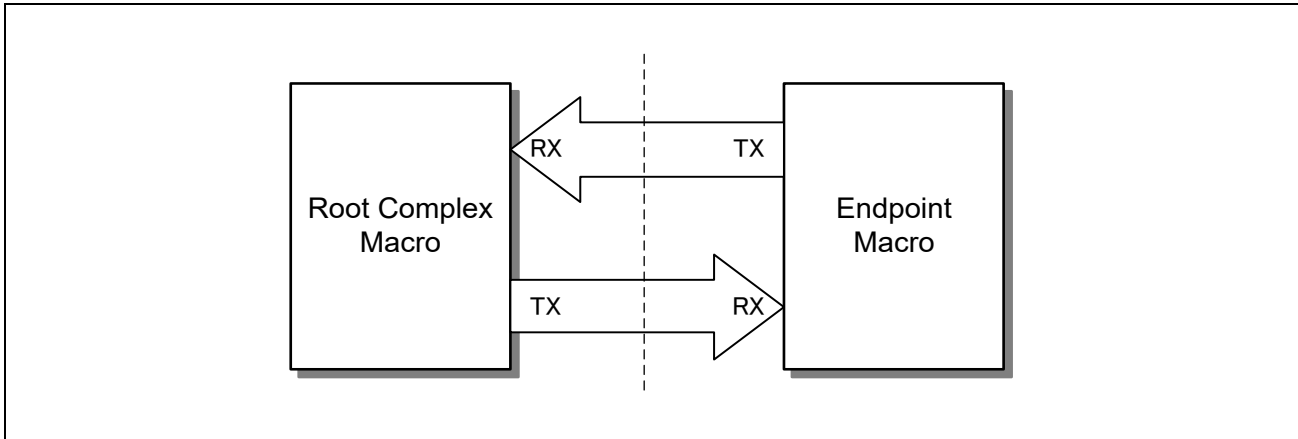 RX
TX
Root Complex
Macro
Endpoint
Macro
TX
RX